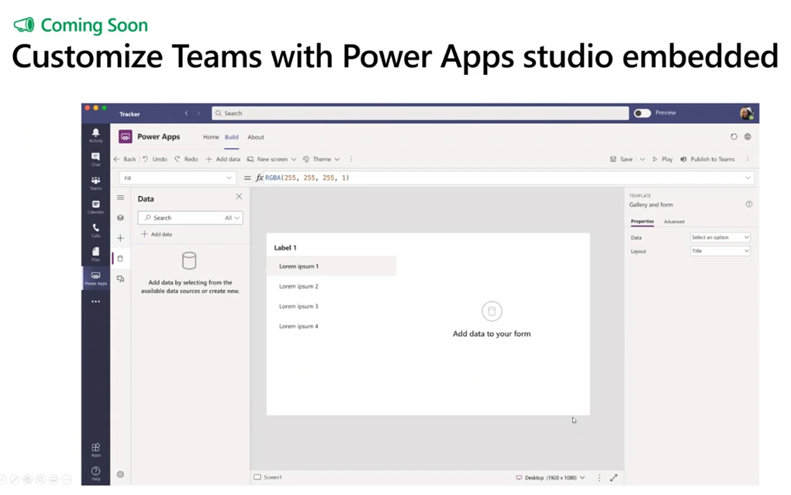 Coming Soon
Customize Teams with Power Apps studio embedded
Tracker
Search
Preview
Activity
Chat
Teams
Calendar
Calls
Files
Power Apps
Apps
Help
Power Apps Home Build About
Back Undo Redo Add data New screen Theme Save Play Publish to Teams
Fill
= fx RGBA(255, 255, 255, 1)
Data
Search All
Add data
Add data by selecting from the
available data sources or create new.
Label 1
Lorem ipsum 1
Lorem ipsum 2
Lorem ipsum 3
Lorem ipsum 4
Add data to your form
TEMPLATE
Gallery and form
Properties Advanced
Data Select an option
Layout Title
Screen1
Desktop (1920 x 1080)